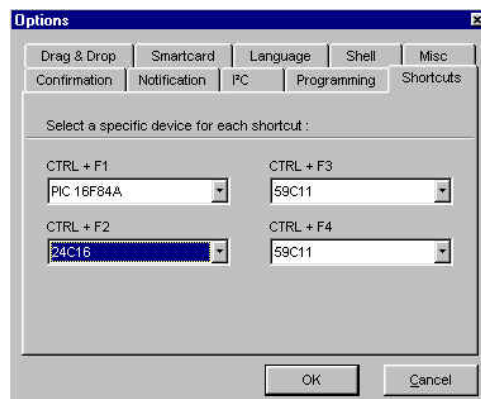 Options
Drag & Drop Smartcard Language Shell Misc
Confirmation Notification I²C Programming Shortcuts
Select a specific device for each shortcut :
CTRL + F1 CTRL + F3
PIC 16F84A 59C11
CTRL + F2 CTRL + F4
24C16 59C11
OK Cancel